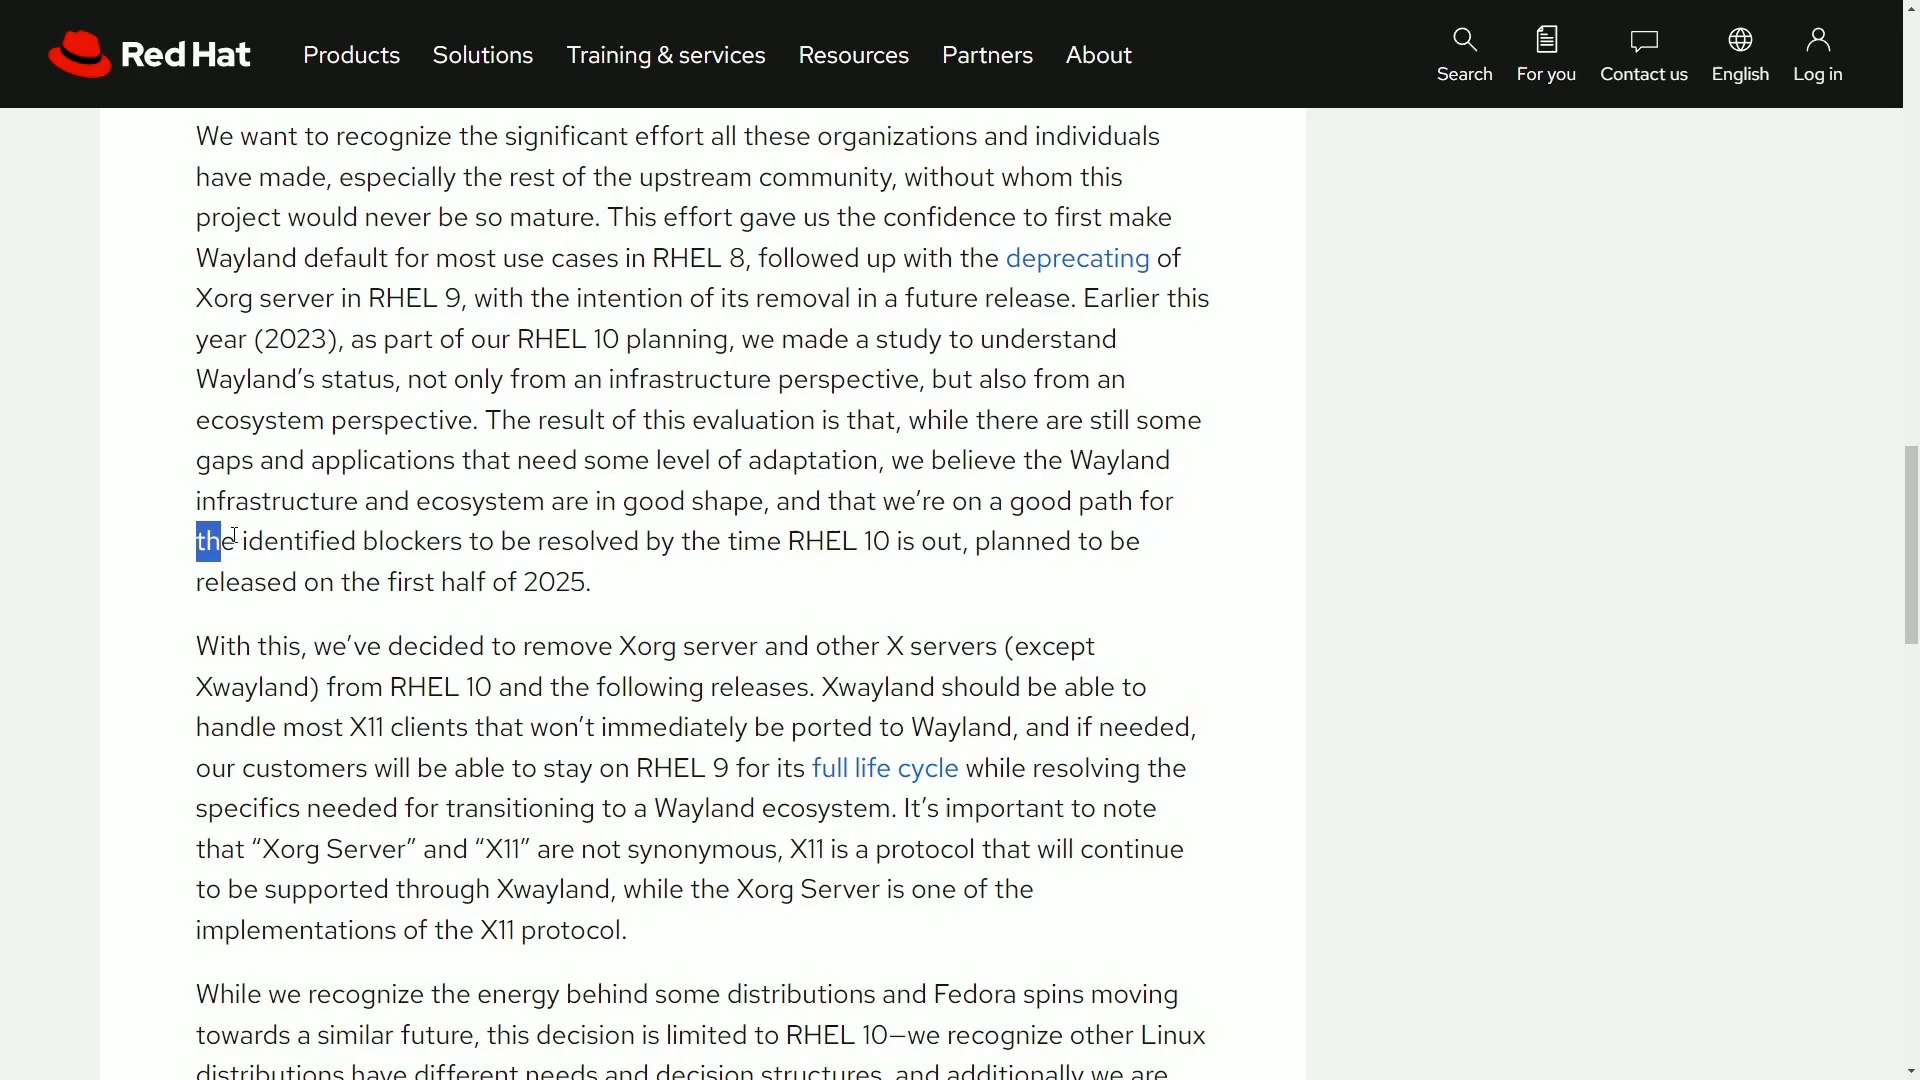 Red Hat
Products Solutions Training & services Resources Partners About
Search For you Contact us English Log in
We want to recognize the significant effort all these organizations and individuals
have made, especially the rest of the upstream community, without whom this
project would never be so mature. This effort gave us the confidence to first make
Wayland default for most use cases in RHEL 8, followed up with the deprecating of
Xorg server in RHEL 9, with the intention of its removal in a future release. Earlier this
year (2023), as part of our RHEL 10 planning, we made a study to understand
Wayland’s status, not only from an infrastructure perspective, but also from an
ecosystem perspective. The result of this evaluation is that, while there are still some
gaps and applications that need some level of adaptation, we believe the Wayland
infrastructure and ecosystem are in good shape, and that we’re on a good path for
the identified blockers to be resolved by the time RHEL 10 is out, planned to be
released on the first half of 2025.
With this, we’ve decided to remove Xorg server and other X servers (except
Xwayland) from RHEL 10 and the following releases. Xwayland should be able to
handle most X11 clients that won’t immediately be ported to Wayland, and if needed,
our customers will be able to stay on RHEL 9 for its full life cycle while resolving the
specifics needed for transitioning to a Wayland ecosystem. It’s important to note
that “Xorg Server” and “X11” are not synonymous, X11 is a protocol that will continue
to be supported through Xwayland, while the Xorg Server is one of the
implementations of the X11 protocol.
While we recognize the energy behind some distributions and Fedora spins moving
towards a similar future, this decision is limited to RHEL 10—we recognize other Linux
distributions have different needs and decision structures, and additionally we are